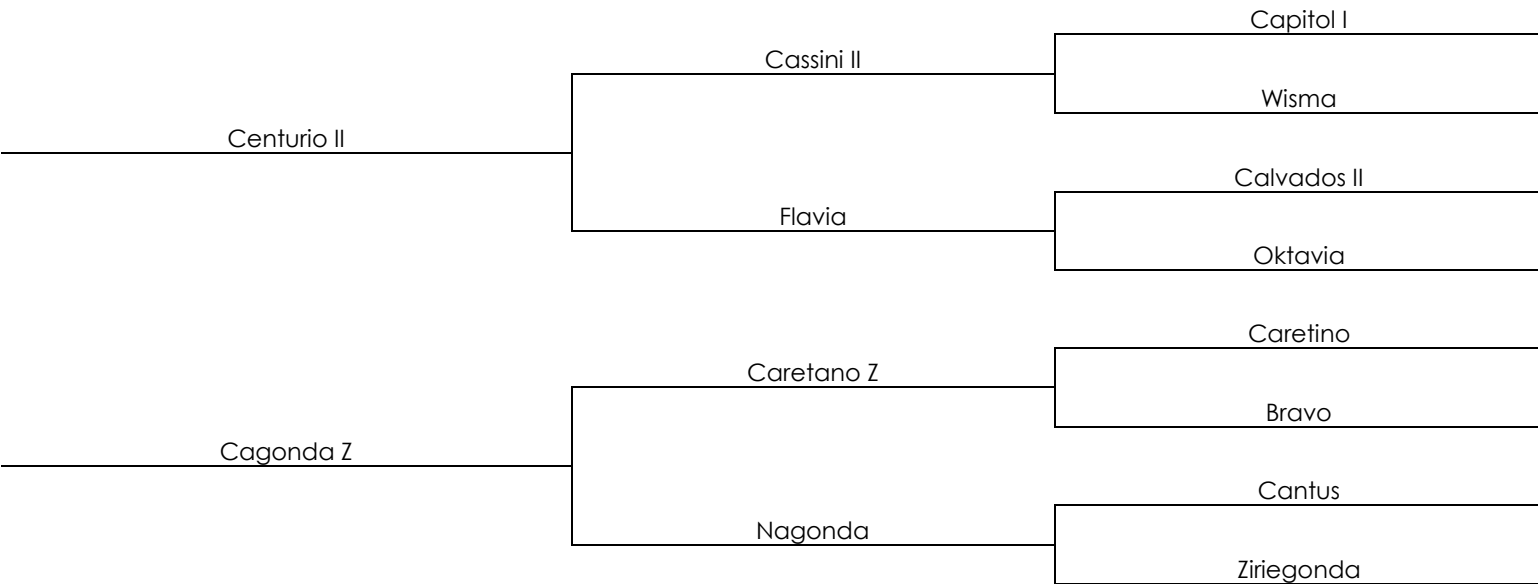 Capitol I
Cassini II
Wisma
Centurio II
Calvados II
Flavia
Oktavia
Caretino
Caretano Z
Bravo
Cagonda Z
Cantus
Nagonda
Ziriegonda